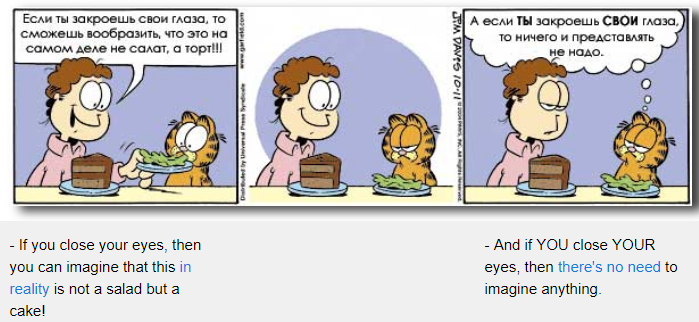 Если ты закроешь свои глаза, то
сможешь вообразить, что это на
самом деле не салат, а торт!!!
www.garfield.com
Distributed by Universal Press Syndicate
JIM DAVIS 10-11
А если ТЫ закроешь СВОИ глаза,
то ничего и представлять
не надо.
- If you close your eyes, then
you can imagine that this in
reality is not a salad but a
cake!
- And if YOU close YOUR
eyes, then there's no need to
imagine anything.